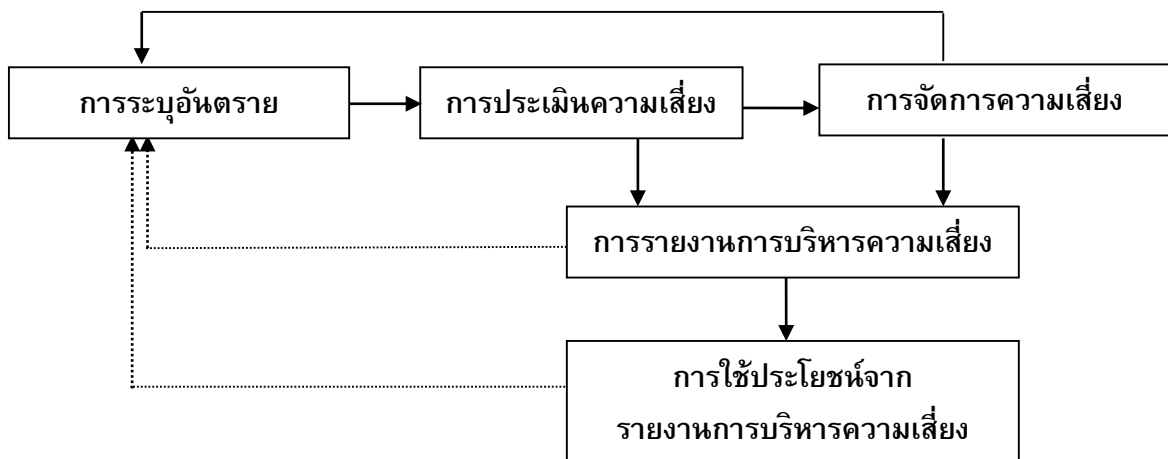 การระบุอันตราย
การประเมินความเสี่ยง
การจัดการความเสี่ยง
การรายงานการบริหารความเสี่ยง
การใช้ประโยชน์จาก
รายงานการบริหารความเสี่ยง